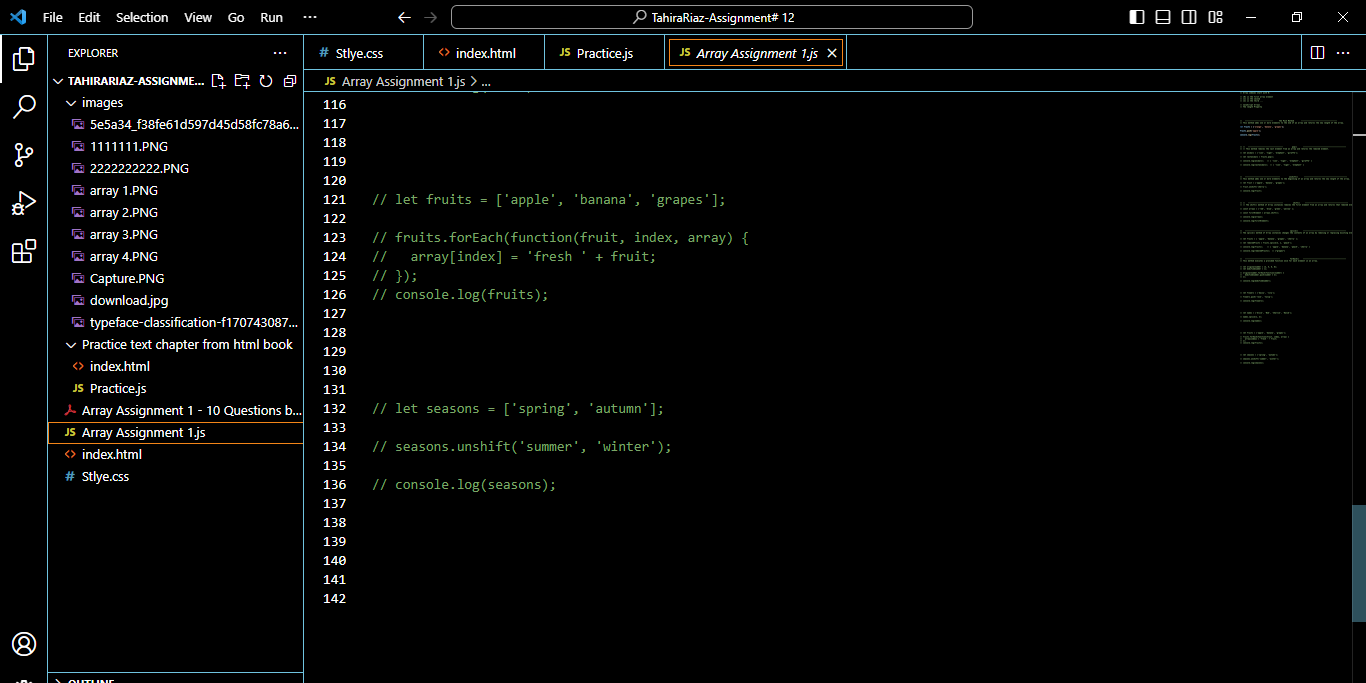 File Edit Selection View Go Run ···
TahiraRiaz-Assignment# 12
EXPLORER ···
TAHIRARIAZ-ASSIGNME...
images
5e5a34_f38fe61d597d45d58fc78a6...
1111111.PNG
2222222222.PNG
array 1.PNG
array 2.PNG
array 3.PNG
array 4.PNG
Capture.PNG
download.jpg
typeface-classification-f170743087...
Practice text chapter from html book
<> index.html
JS Practice.js
Array Assignment 1 - 10 Questions b...
JS Array Assignment 1.js
<> index.html
# Stlye.css
OUTLINE
# Stlye.css
<> index.html
JS Practice.js
JS Array Assignment 1.js
JS Array Assignment 1.js > ...
116
117
118
119
120
121 // let fruits = ['apple', 'banana', 'grapes'];
122
123 // fruits.forEach(function(fruit, index, array) {
124 //   array[index] = 'fresh ' + fruit;
125 // });
126 // console.log(fruits);
127
128
129
130
131
132 // let seasons = ['spring', 'autumn'];
133
134 // seasons.unshift('summer', 'winter');
135
136 // console.log(seasons);
137
138
139
140
141
142